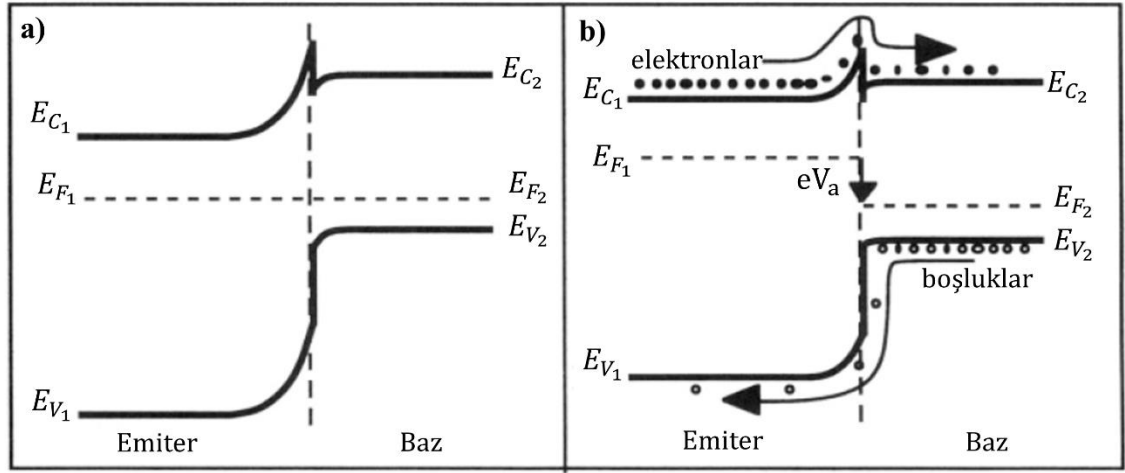 a)
E_{C_1}
E_{C_2}
E_{F_1}
E_{F_2}
E_{V_2}
E_{V_1}
Emiter
Baz
b)
elektronlar
E_{C_1}
E_{C_2}
E_{F_1}
eV_a
E_{F_2}
E_{V_2}
boşluklar
E_{V_1}
Emiter
Baz